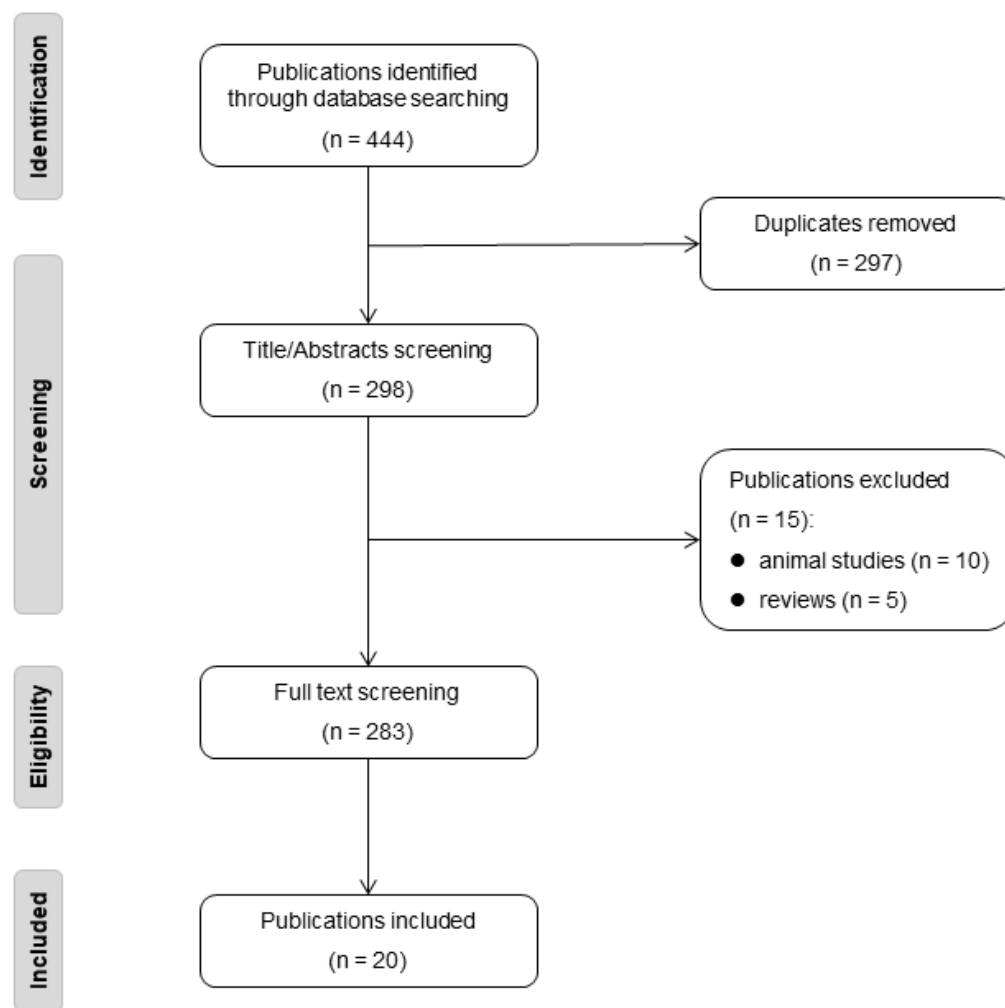 Identification
Publications identified
through database searching
(n = 444)
Duplicates removed
(n = 297)
Screening
Title/Abstracts screening
(n = 298)
Publications excluded
(n = 15):
● animal studies (n = 10)
● reviews (n = 5)
Eligibility
Full text screening
(n = 283)
Included
Publications included
(n = 20)